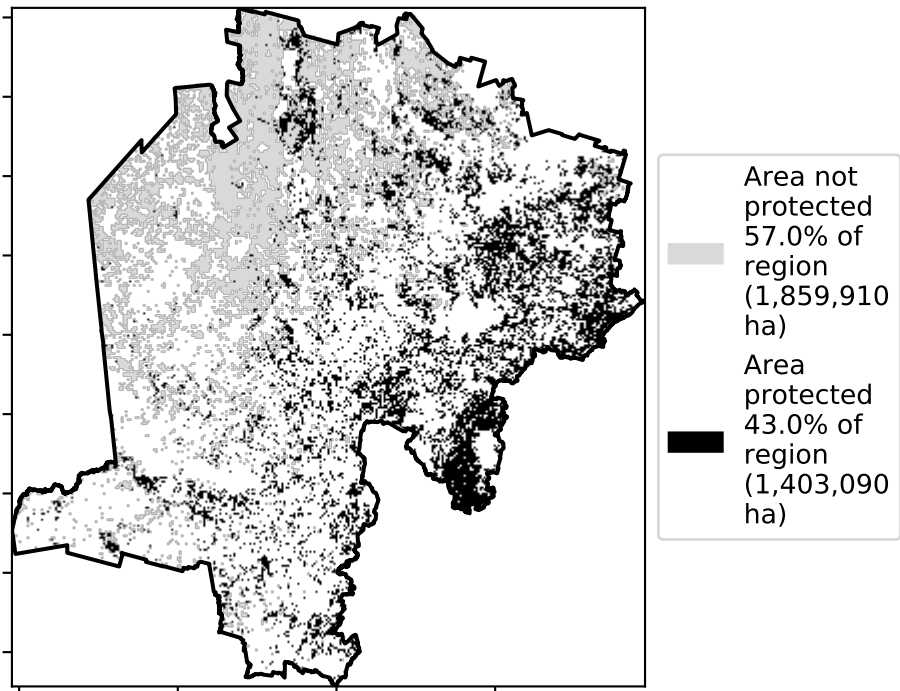 Area not
protected
57.0% of
region
(1,859,910
ha)
Area
protected
43.0% of
region
(1,403,090
ha)